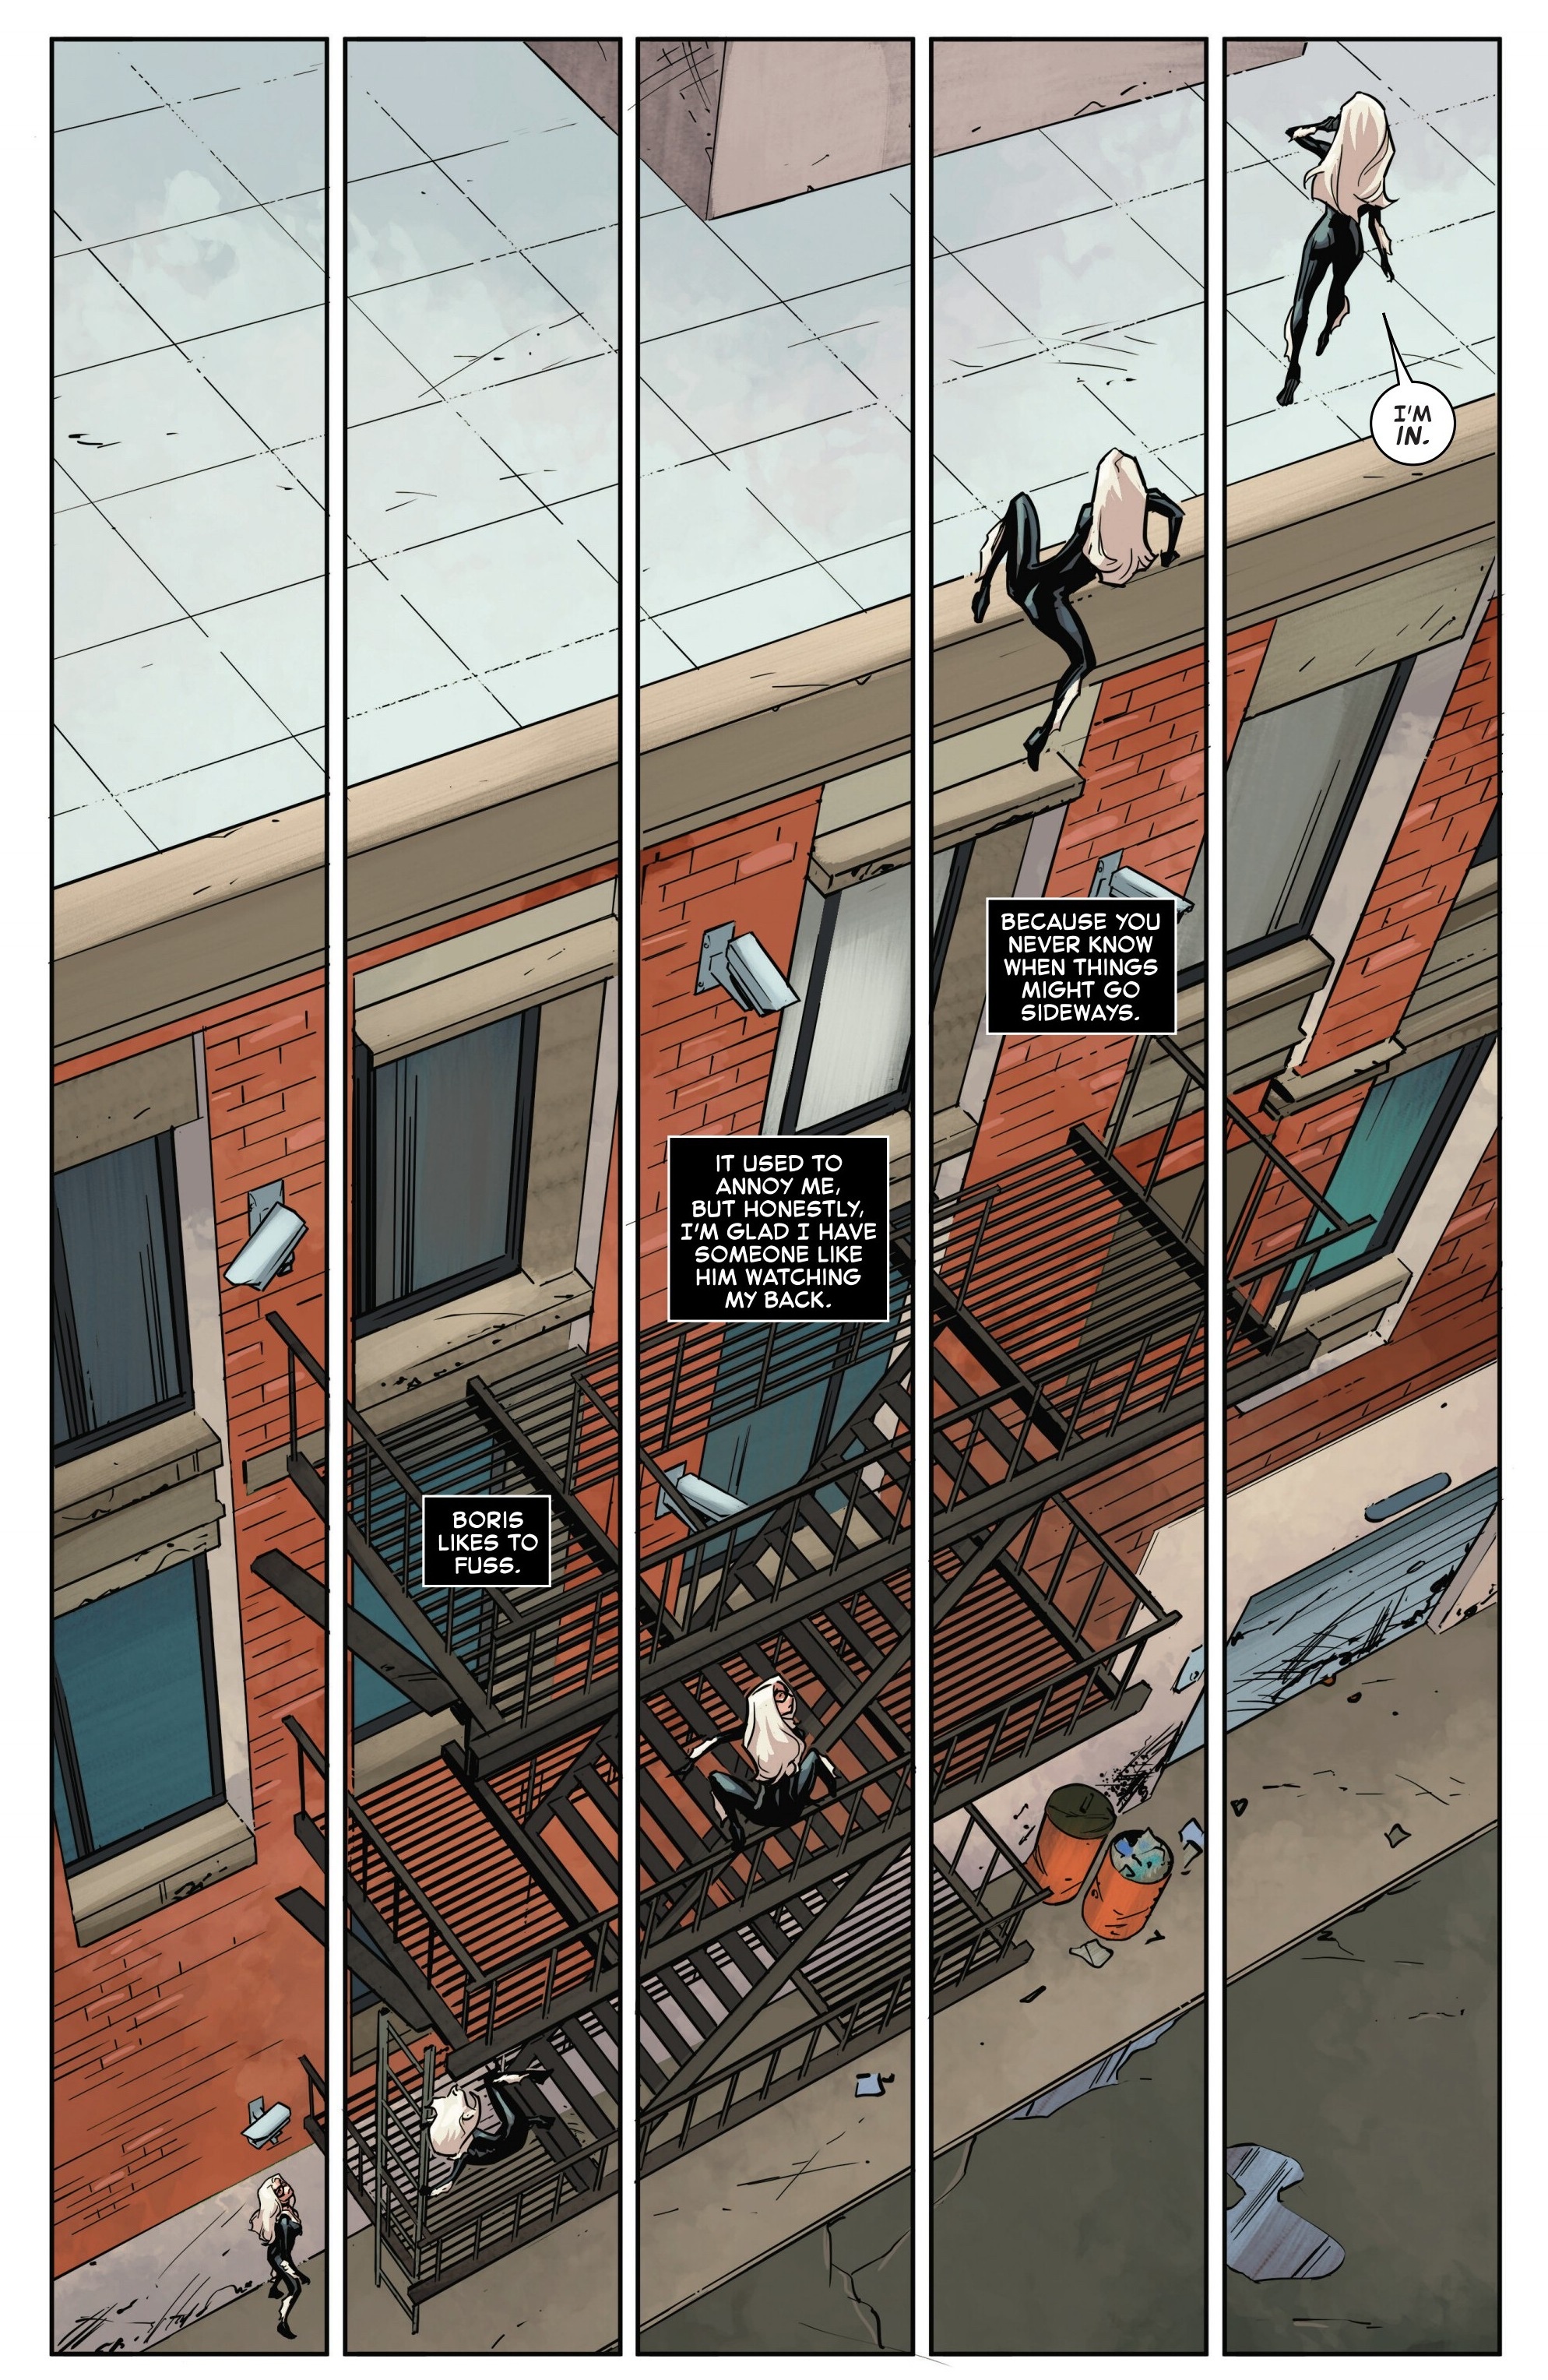 BORIS
LIKES TO
FUSS.
IT USED TO
ANNOY ME,
BUT HONESTLY,
I'M GLAD I HAVE
SOMEONE LIKE
HIM WATCHING
MY BACK.
BECAUSE YOU
NEVER KNOW
WHEN THINGS
MIGHT GO
SIDEWAYS.
I'M
IN.